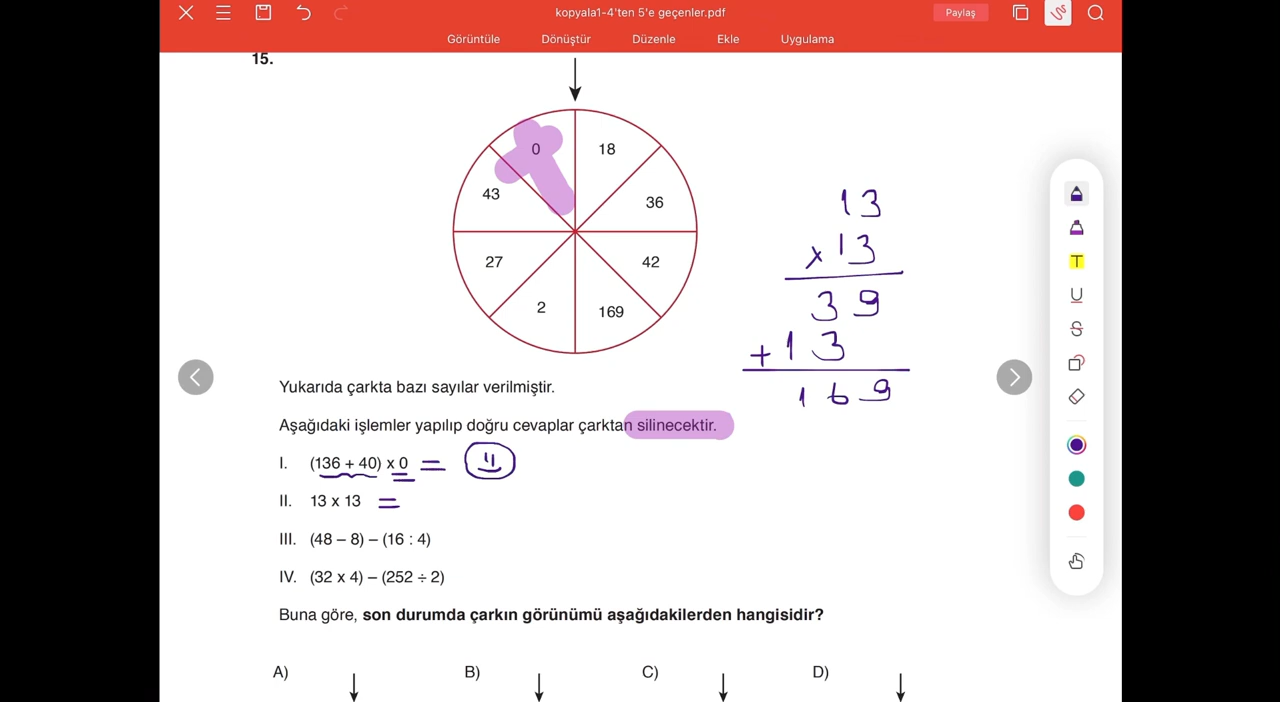 kopyala1-4'ten 5'e geçenler.pdf
Paylaş
Görüntüle Dönüştür Düzenle Ekle Uygulama
15.
0 18
43 36
27 42
2 169
13
x 13
39
+ 13
169
Yukarıda çarkta bazı sayılar verilmiştir.
Aşağıdaki işlemler yapılıp doğru cevaplar çarktan silinecektir.
I. (136 + 40) x 0 =
II. 13 x 13 =
III. (48 – 8) – (16 : 4)
IV. (32 x 4) – (252 ÷ 2)
Buna göre, son durumda çarkın görünümü aşağıdakilerden hangisidir?
A) B) C) D)
T
U
S